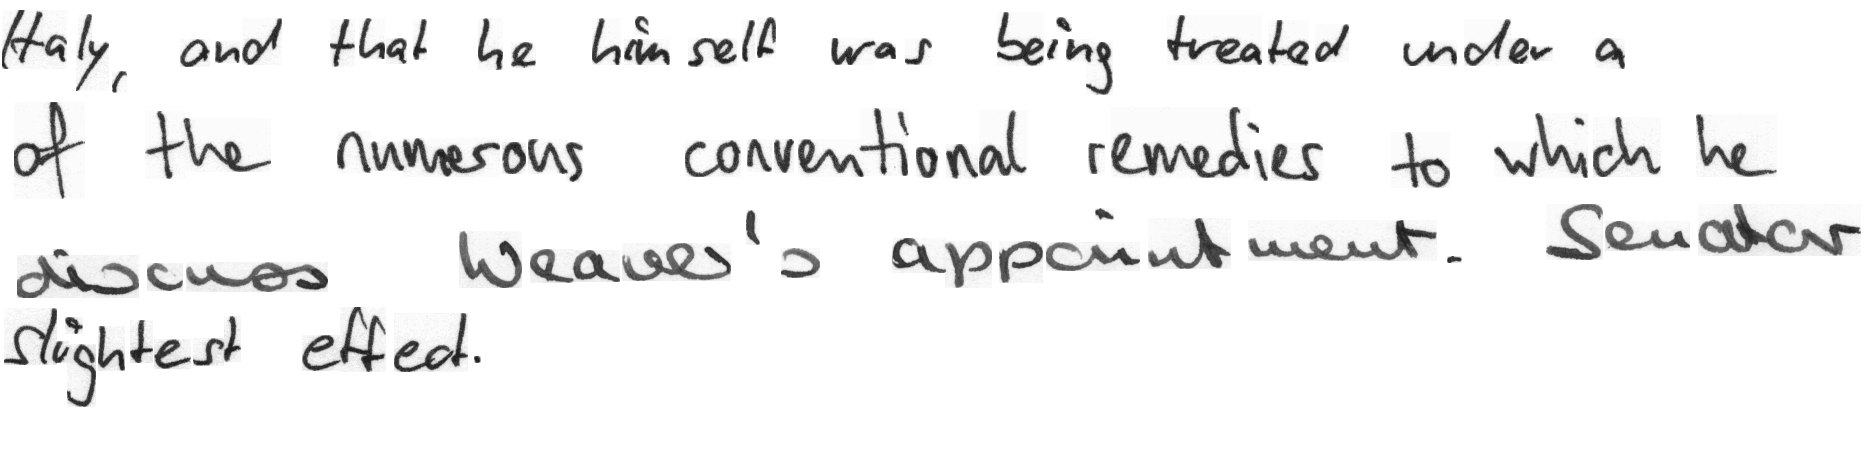 Italy, and that he himself was being treated under a
of the numerous conventional remedies to which he
discuss Weaver's appointment. Senator
slightest effect.